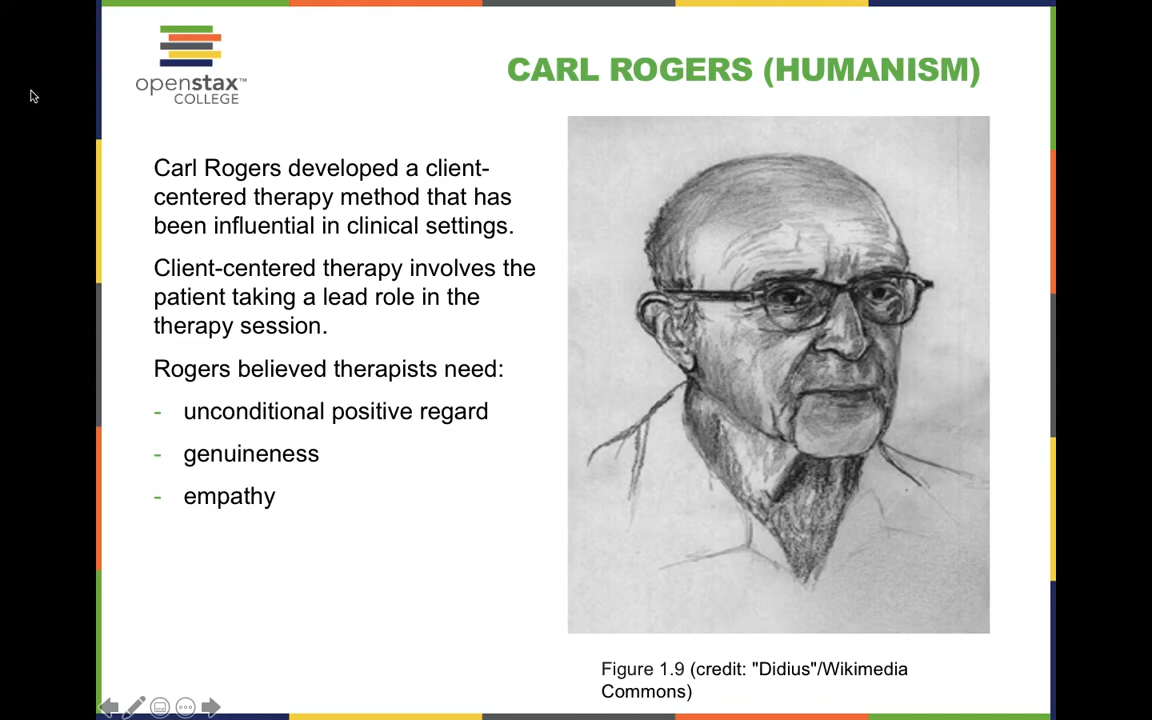 openstax™
COLLEGE
CARL ROGERS (HUMANISM)
Carl Rogers developed a client-
centered therapy method that has
been influential in clinical settings.
Client-centered therapy involves the
patient taking a lead role in the
therapy session.
Rogers believed therapists need:
- unconditional positive regard
- genuineness
- empathy
Figure 1.9 (credit: "Didius"/Wikimedia
Commons)